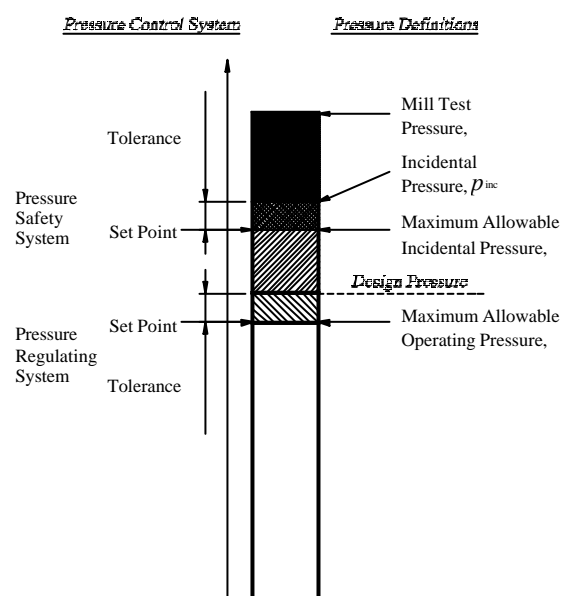 Pressure Control System
Pressure Definitions
Mill Test
Pressure,
Tolerance
Incidental
Pressure, pinc
Pressure
Safety
System
Set Point
Maximum Allowable
Incidental Pressure,
Design Pressure
Set Point
Maximum Allowable
Operating Pressure,
Pressure
Regulating
System
Tolerance